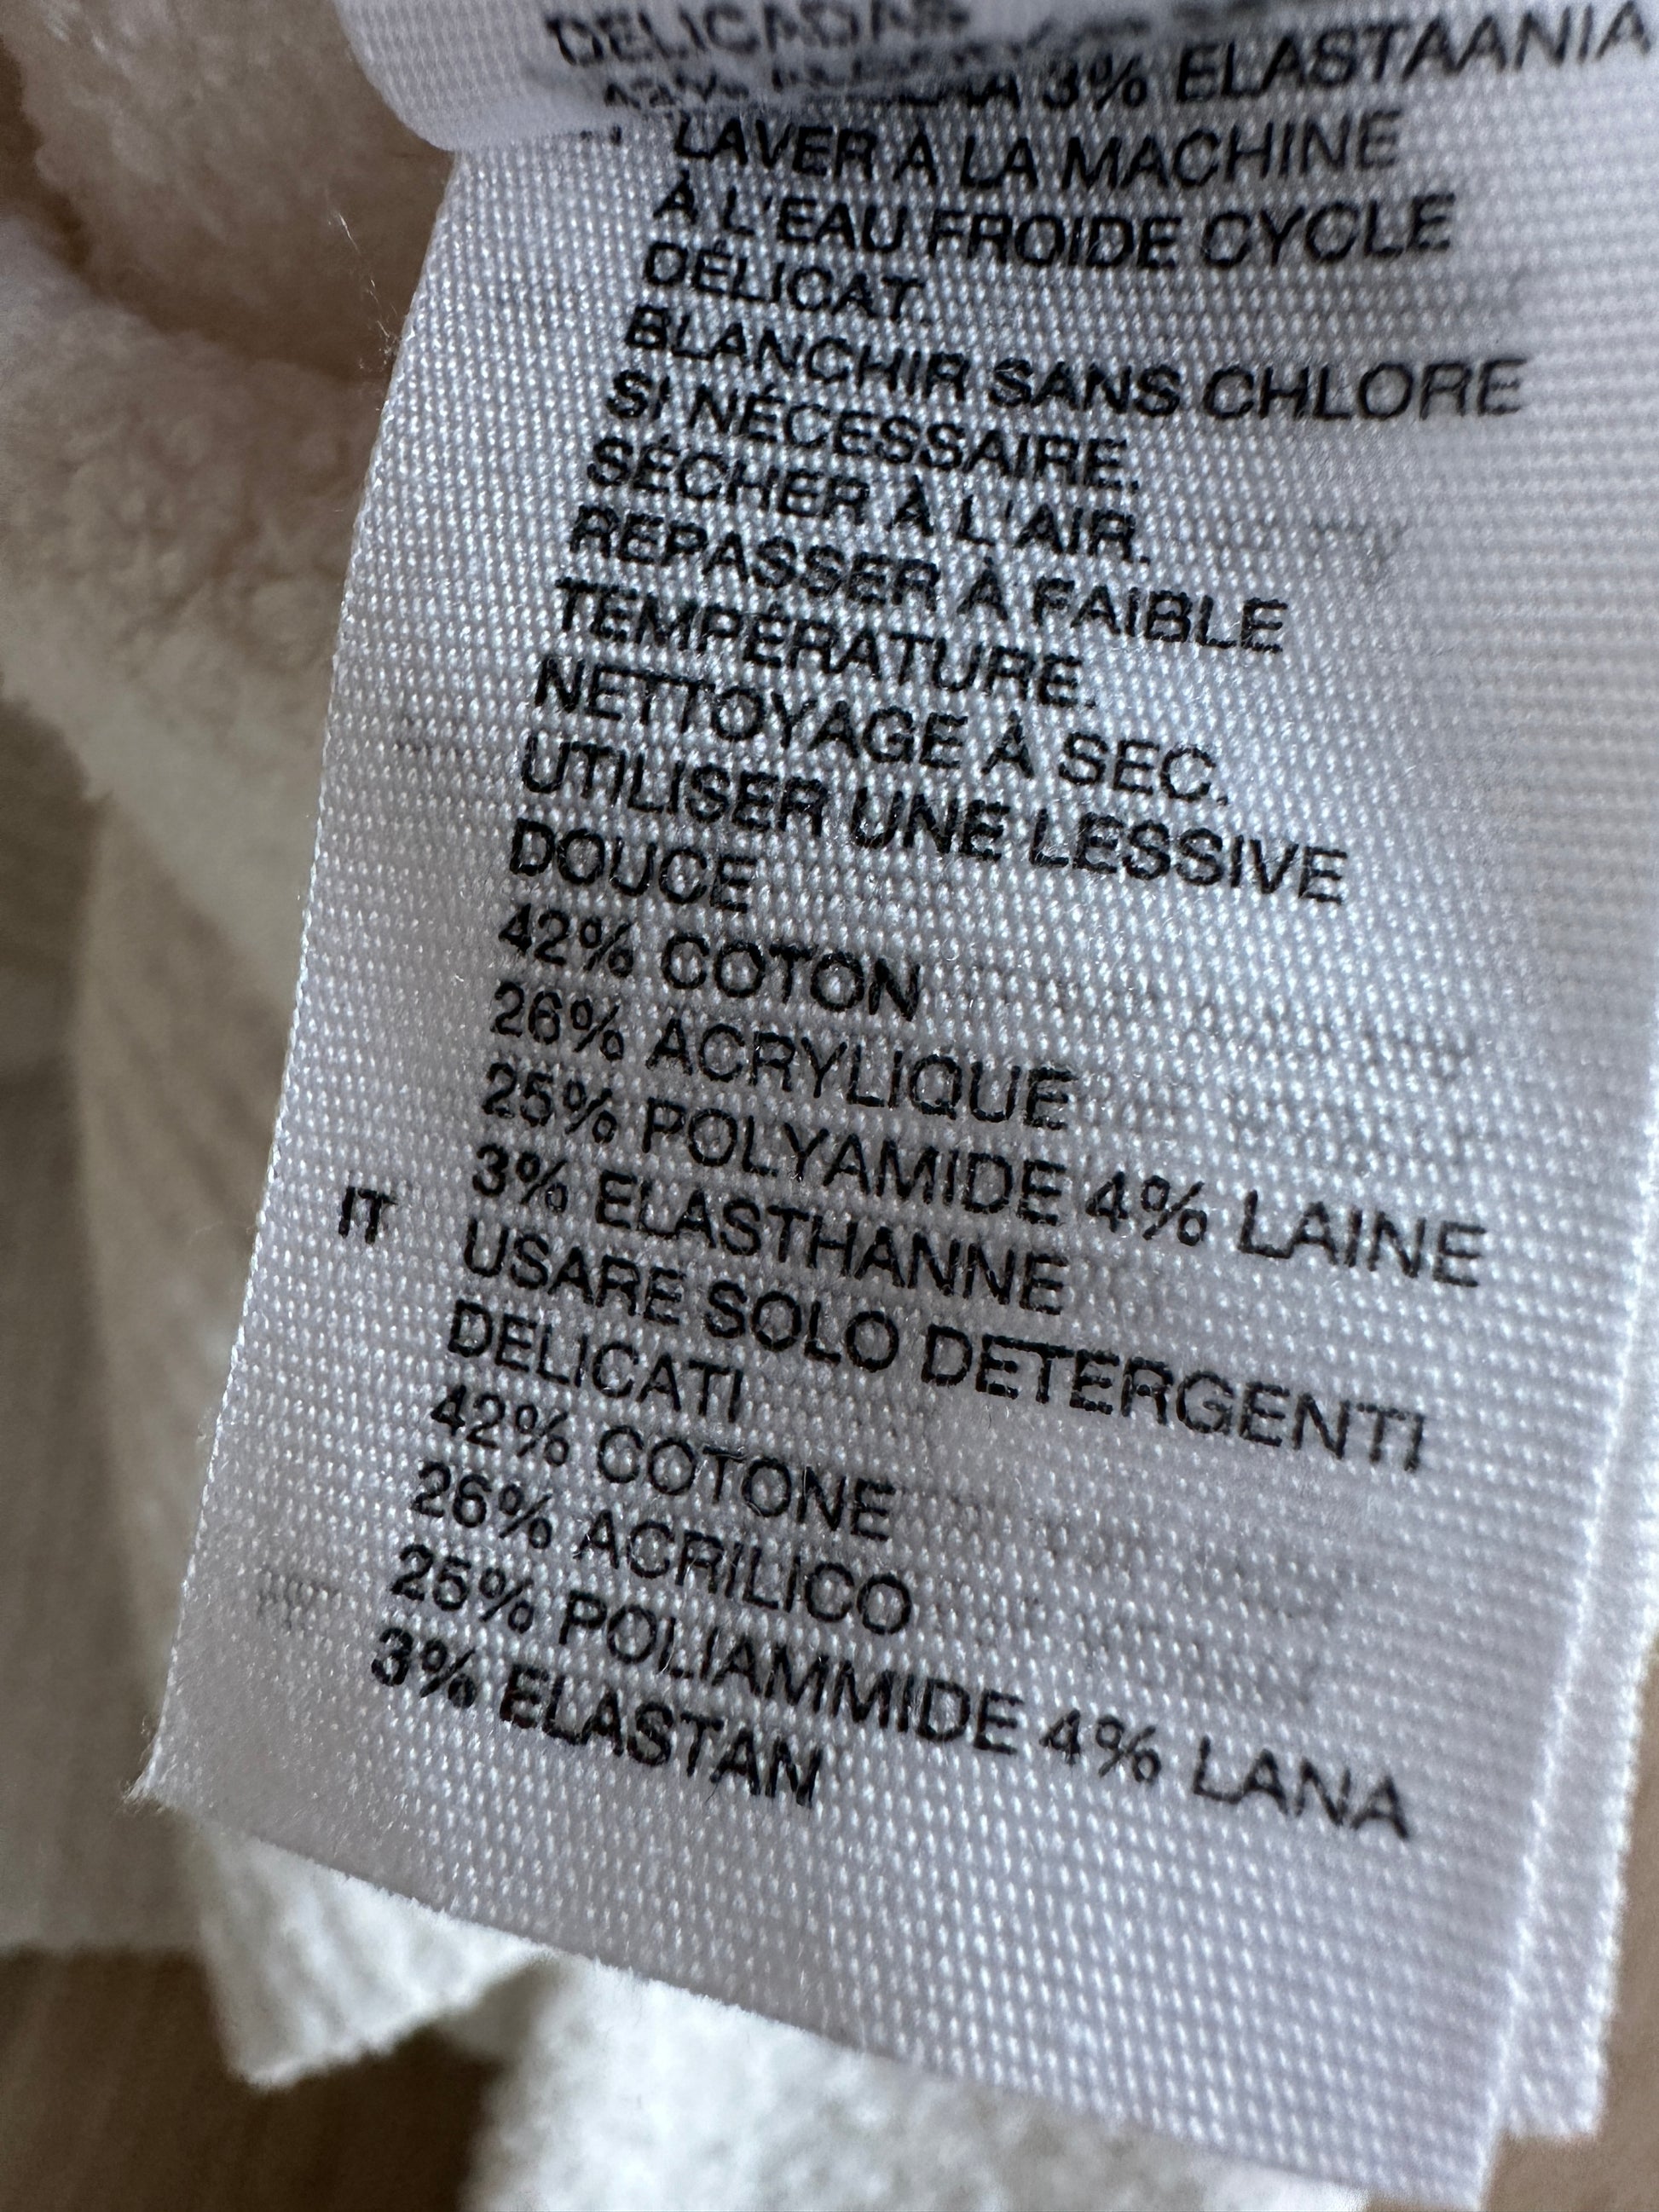 DELICADAS
3% ELASTAANIA
LAVER À LA MACHINE
À L'EAU FROIDE CYCLE
DÉLICAT.
BLANCHIR SANS CHLORE
SI NÉCESSAIRE.
SÉCHER À L'AIR.
REPASSER À FAIBLE
TEMPÉRATURE.
NETTOYAGE À SEC.
UTILISER UNE LESSIVE
DOUCE
42% COTON
26% ACRYLIQUE
25% POLYAMIDE 4% LAINE
3% ELASTHANNE
IT USARE SOLO DETERGENTI
DELICATI
42% COTONE
26% ACRILICO
25% POLIAMMIDE 4% LANA
3% ELASTAN